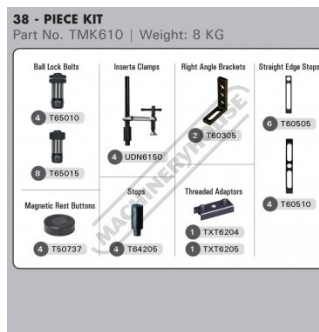 38 - PIECE KIT
Part No. TMK610 | Weight: 8 KG
Ball Lock Bolts
4 T65010
8 T65015
Magnetic Rest Buttons
4 T50737
Inserta Clamps
4 UDN6150
Stops
4 T64205
Right Angle Brackets
2 T60305
Threaded Adaptors
1 TXT6204
1 TXT6205
Straight Edge Stops
6 T60505
4 T60510
MACHINERYHOUSE